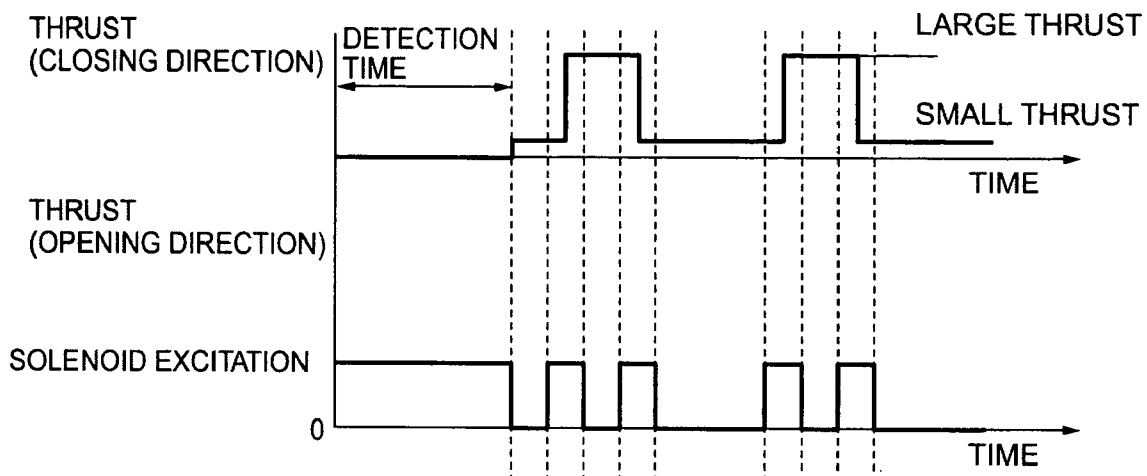 THRUST
(CLOSING DIRECTION)
DETECTION
TIME
LARGE THRUST
SMALL THRUST
TIME
THRUST
(OPENING DIRECTION)
SOLENOID EXCITATION
0
TIME